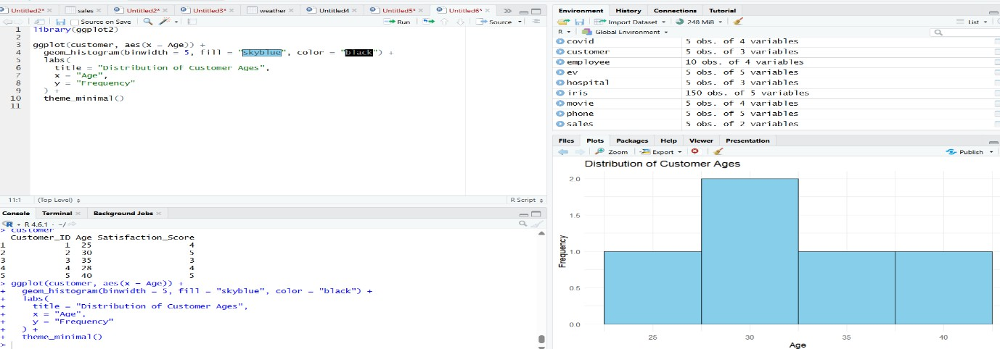 Untitled2* × sales × Untitled2* × Untitled3* × weather × Untitled4 × Untitled5* × Untitled6* ×
Source on Save Run Source
1 library(ggplot2)
2
3 ggplot(customer, aes(x = Age)) +
4 geom_histogram(binwidth = 5, fill = "skyblue", color = "black") +
5 labs(
6 title = "Distribution of Customer Ages",
7 x = "Age",
8 y = "Frequency"
9 ) +
10 theme_minimal()
11
11:1 (Top Level) R Script
Console Terminal × Background Jobs ×
R 4.6.1 · ~/
> customer
Customer_ID Age Satisfaction_Score
1 1 25 4
2 2 30 5
3 3 35 3
4 4 28 4
5 5 40 5
> ggplot(customer, aes(x = Age)) +
+ geom_histogram(binwidth = 5, fill = "skyblue", color = "black") +
+ labs(
+ title = "Distribution of Customer Ages",
+ x = "Age",
+ y = "Frequency"
+ ) +
+ theme_minimal()
>
Environment History Connections Tutorial
Import Dataset 248 MiB List
R Global Environment
covid 5 obs. of 4 variables
customer 5 obs. of 3 variables
employee 10 obs. of 4 variables
ev 5 obs. of 5 variables
hospital 5 obs. of 3 variables
iris 150 obs. of 5 variables
movie 5 obs. of 4 variables
phone 5 obs. of 5 variables
sales 5 obs. of 2 variables
Files Plots Packages Help Viewer Presentation
Zoom Export Publish
Distribution of Customer Ages
2.0
1.5
1.0
0.5
0.0
Frequency
25 30 35 40
Age